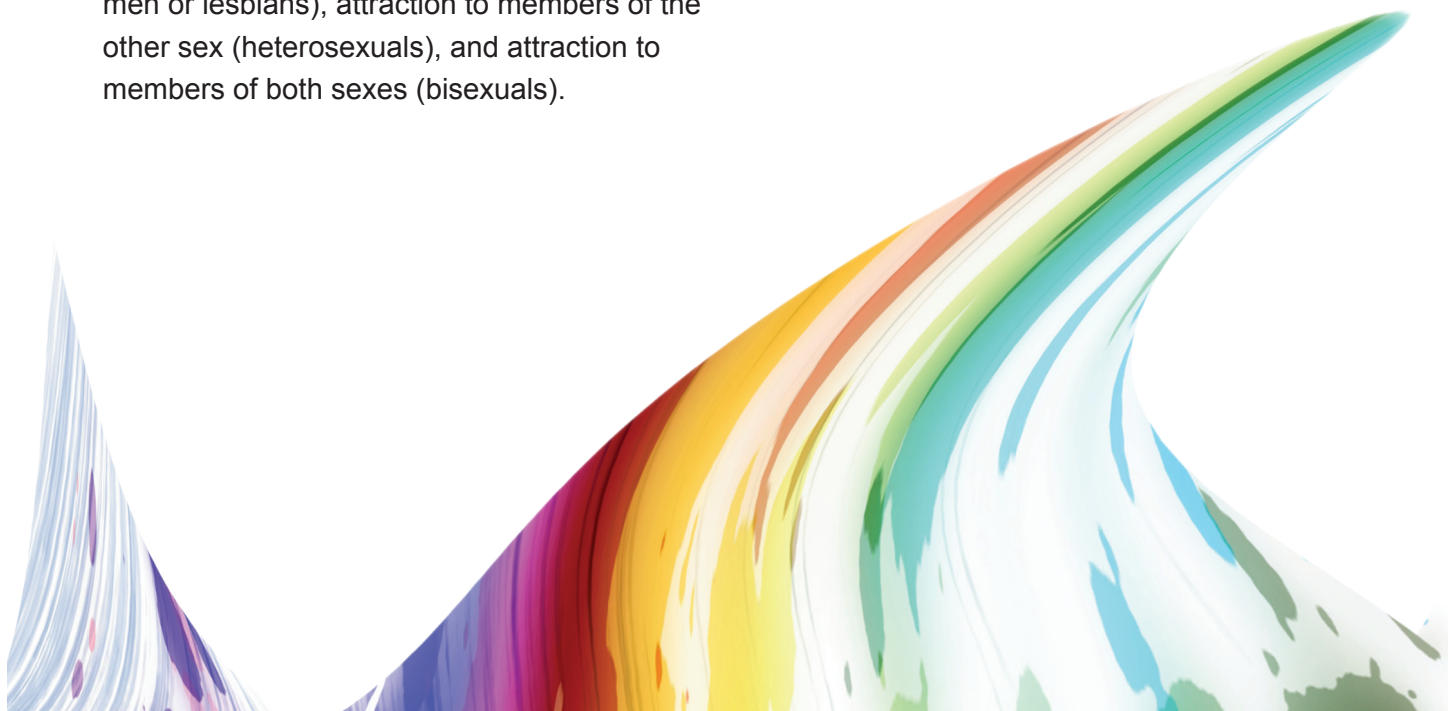 men or lesbians), attraction to members of the
other sex (heterosexuals), and attraction to
members of both sexes (bisexuals).